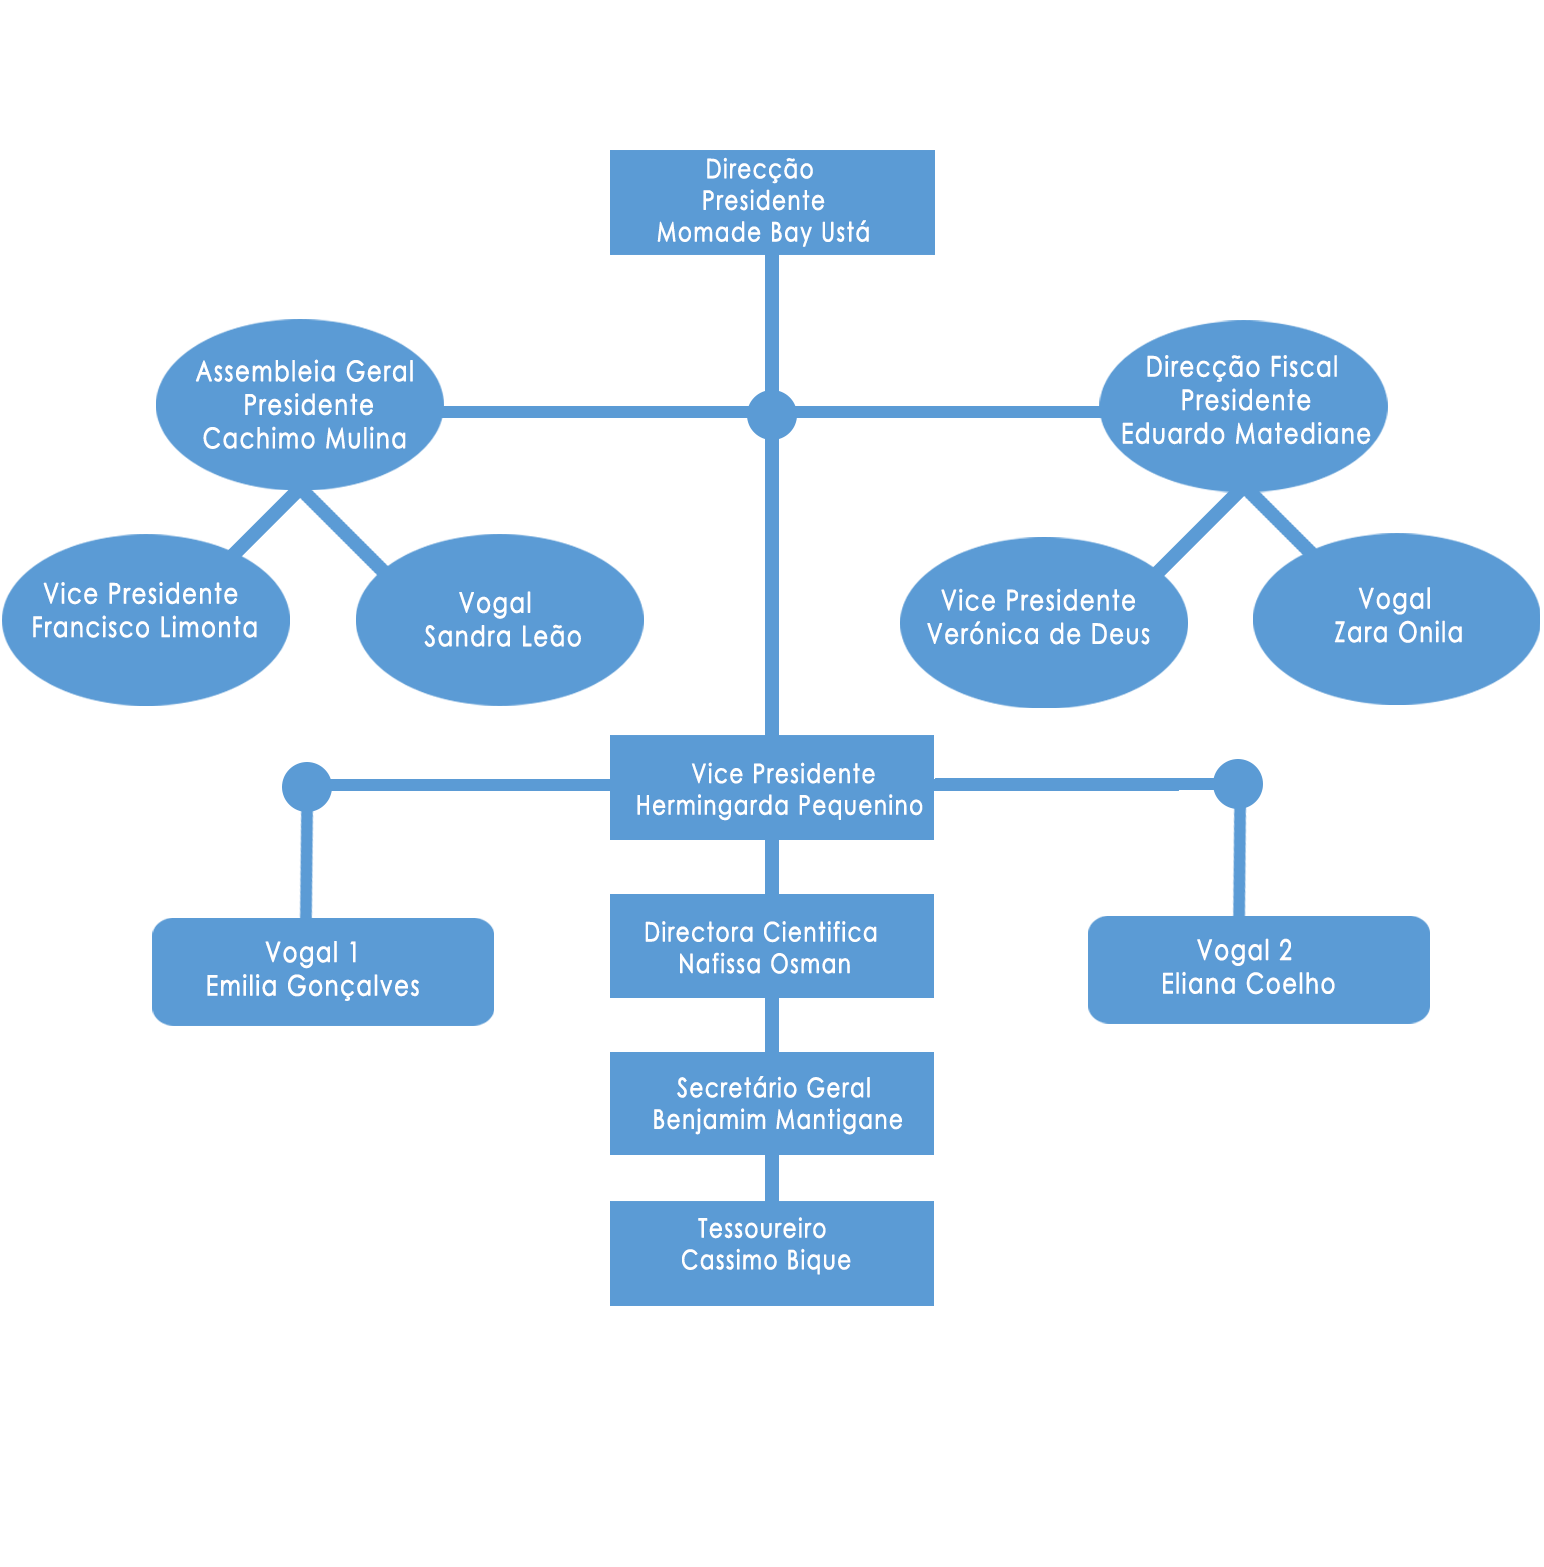 Direcção
Presidente
Momade Bay Ustá
Assembleia Geral
Presidente
Cachimo Mulina
Direcção Fiscal
Presidente
Eduardo Matediane
Vice Presidente
Francisco Limonta
Vogal
Sandra Leão
Vice Presidente
Verónica de Deus
Vogal
Zara Onila
Vice Presidente
Hermingarda Pequenino
Vogal 1
Emilia Gonçalves
Directora Cientifica
Nafissa Osman
Vogal 2
Eliana Coelho
Secretário Geral
Benjamim Mantigane
Tessoureiro
Cassimo Bique